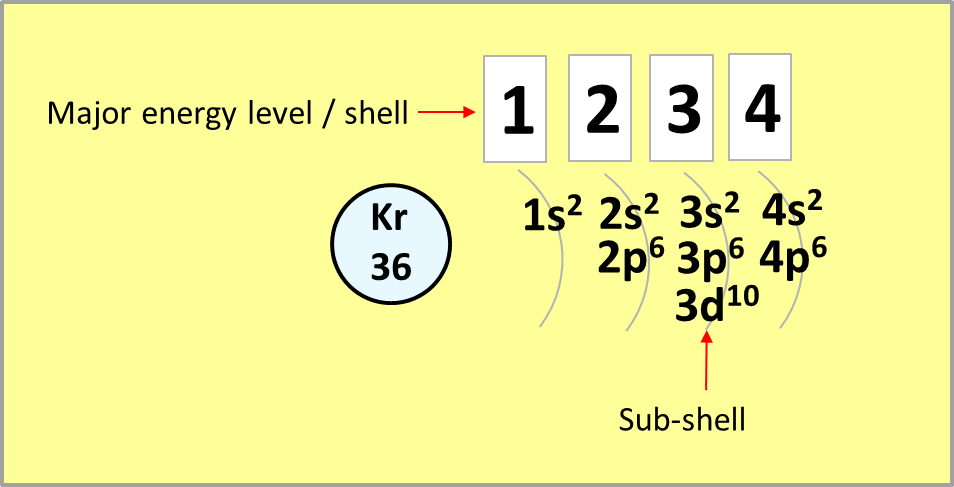 1 2 3 4
Major energy level / shell
Kr
36
1s² 2s² 3s² 4s²
2p⁶ 3p⁶ 4p⁶
3d¹⁰
Sub-shell